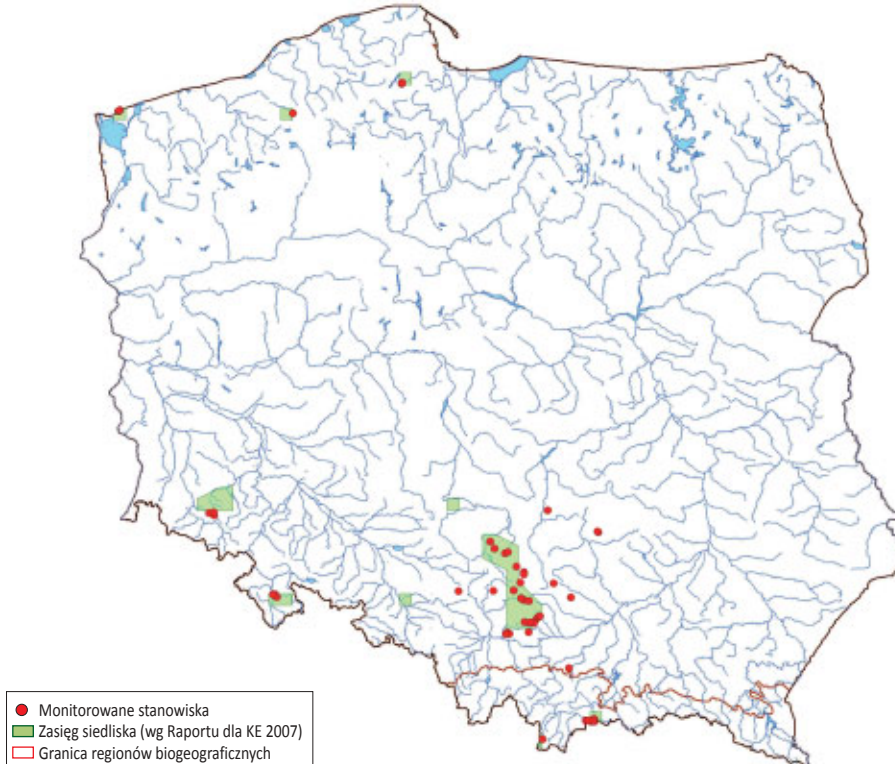 Monitorowane stanowiska
Zasięg siedliska (wg Raportu dla KE 2007)
Granica regionów biogeograficznych